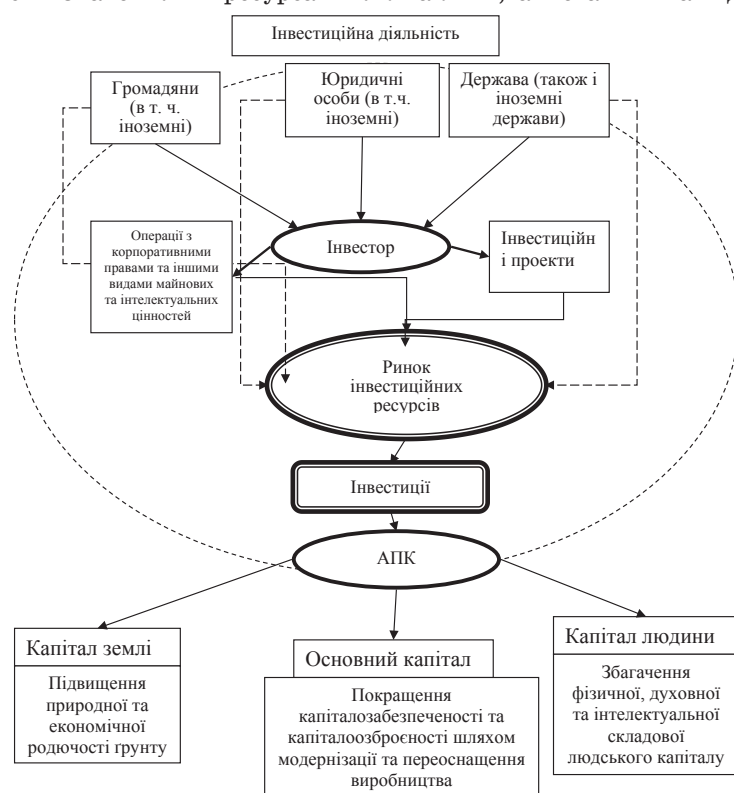 Інвестиційна діяльність
Громадяни
(в т. ч.
іноземні)
Юридичні
особи (в т.ч.
іноземні)
Держава (також і
іноземні
держави)
Операції з
корпоративними
правами та іншими
видами майнових
та інтелектуальних
цінностей
Інвестор
Інвестиційн
і проекти
Ринок
інвестиційних
ресурсів
Інвестиції
АПК
Капітал землі
Підвищення
природної та
економічної
родючості ґрунту
Основний капітал
Покращення
капіталозабезпеченості та
капіталоозброєності шляхом
модернізації та переоснащення
виробництва
Капітал людини
Збагачення
фізичної, духовної
та інтелектуальної
складової
людського капіталу